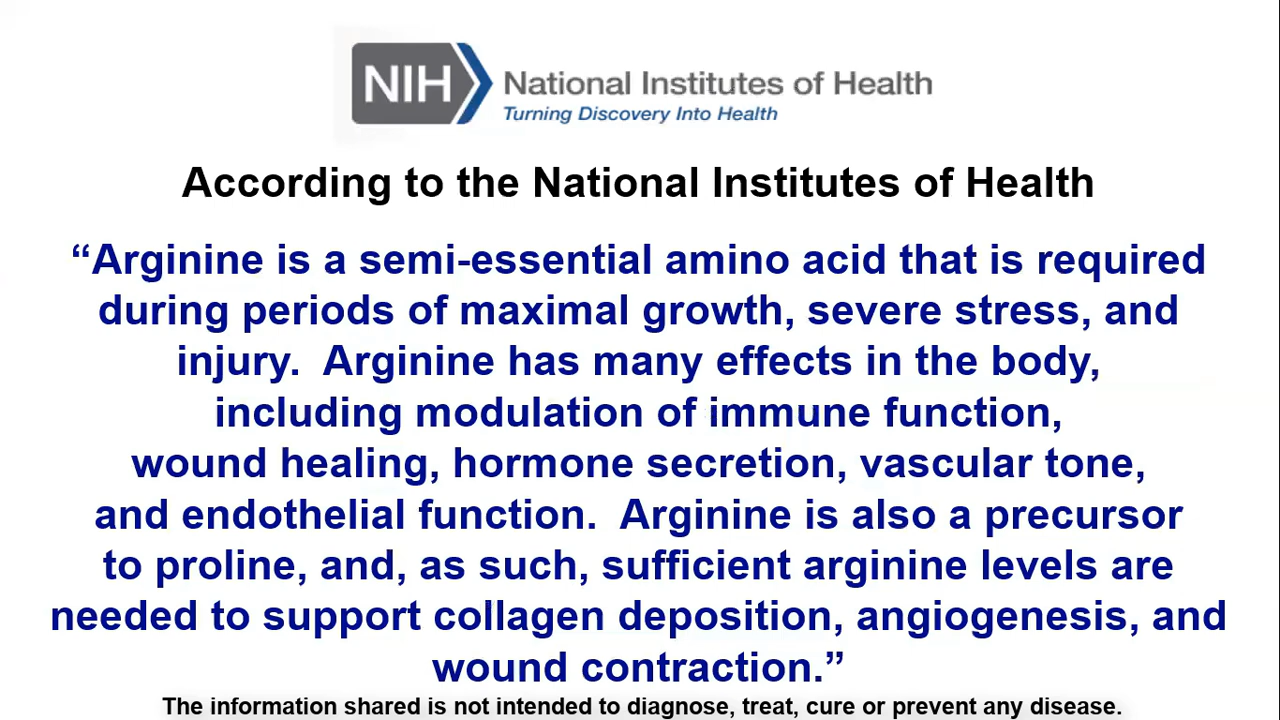 NIH National Institutes of Health
Turning Discovery Into Health
According to the National Institutes of Health
“Arginine is a semi-essential amino acid that is required
during periods of maximal growth, severe stress, and
injury.  Arginine has many effects in the body,
including modulation of immune function,
wound healing, hormone secretion, vascular tone,
and endothelial function.  Arginine is also a precursor
to proline, and, as such, sufficient arginine levels are
needed to support collagen deposition, angiogenesis, and
wound contraction.”
The information shared is not intended to diagnose, treat, cure or prevent any disease.